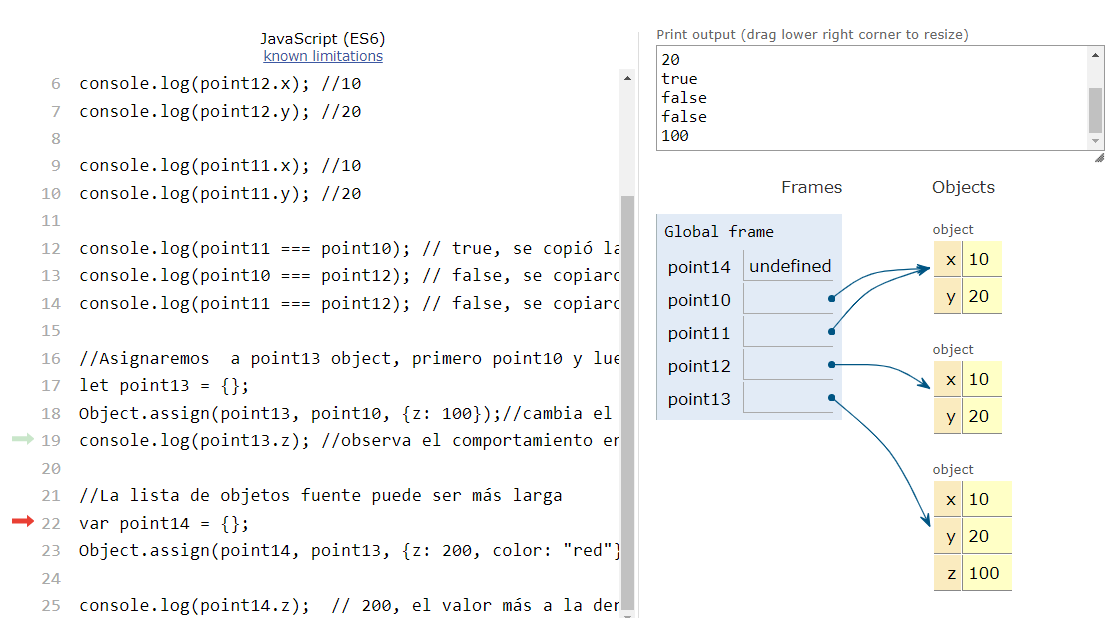 JavaScript (ES6)
known limitations
6 console.log(point12.x); //10
7 console.log(point12.y); //20
8
9 console.log(point11.x); //10
10 console.log(point11.y); //20
11
12 console.log(point11 === point10); // true, se copió la
13 console.log(point10 === point12); // false, se copiaro
14 console.log(point11 === point12); // false, se copiaro
15
16 //Asignaremos  a point13 object, primero point10 y lue
17 let point13 = {};
18 Object.assign(point13, point10, {z: 100});//cambia el
19 console.log(point13.z); //observa el comportamiento en
20
21 //La lista de objetos fuente puede ser más larga
22 var point14 = {};
23 Object.assign(point14, point13, {z: 200, color: "red"}
24
25 console.log(point14.z);  // 200, el valor más a la der
Print output (drag lower right corner to resize)
20
true
false
false
100
Frames
Objects
Global frame
point14 undefined
point10
point11
point12
point13
object
x 10
y 20
object
x 10
y 20
object
x 10
y 20
z 100